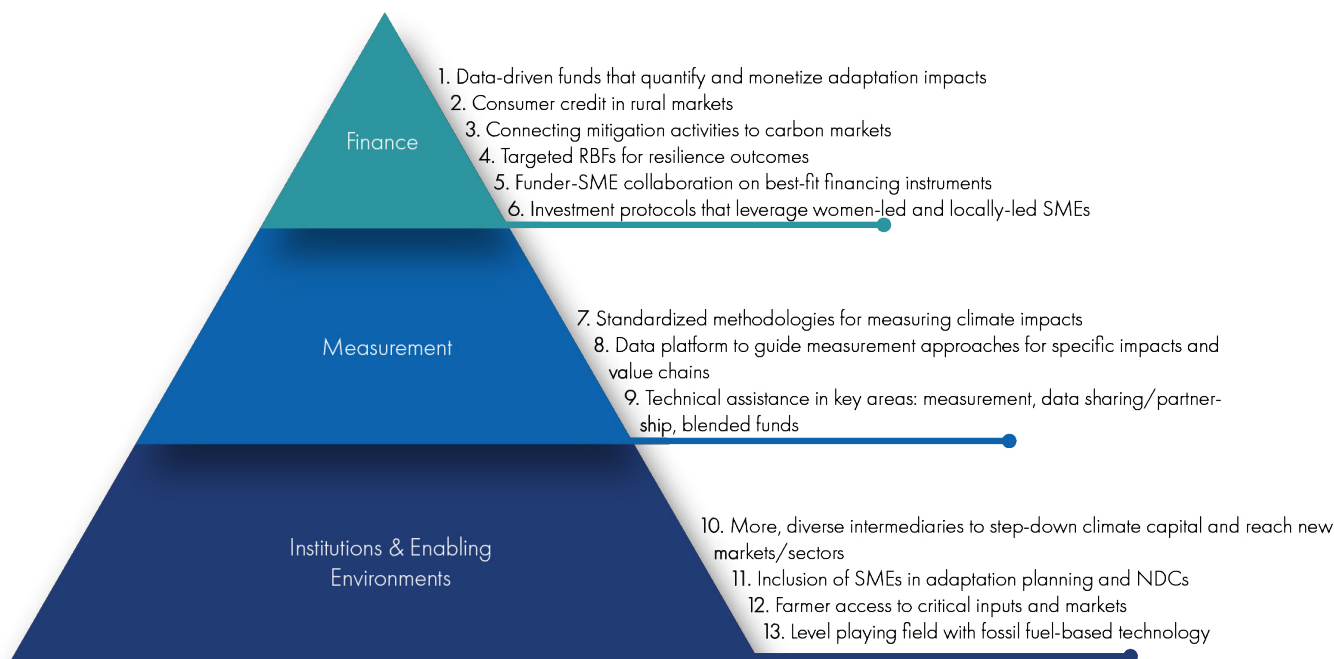 1. Data-driven funds that quantify and monetize adaptation impacts
2. Consumer credit in rural markets
3. Connecting mitigation activities to carbon markets
4. Targeted RBFs for resilience outcomes
5. Funder-SME collaboration on best-fit financing instruments
6. Investment protocols that leverage women-led and locally-led SMEs
Finance
7. Standardized methodologies for measuring climate impacts
8. Data platform to guide measurement approaches for specific impacts and
value chains
9. Technical assistance in key areas: measurement, data sharing/partner-
ship, blended funds
Measurement
10. More, diverse intermediaries to step-down climate capital and reach new
markets/sectors
11. Inclusion of SMEs in adaptation planning and NDCs
12. Farmer access to critical inputs and markets
13. Level playing field with fossil fuel-based technology
Institutions & Enabling
Environments